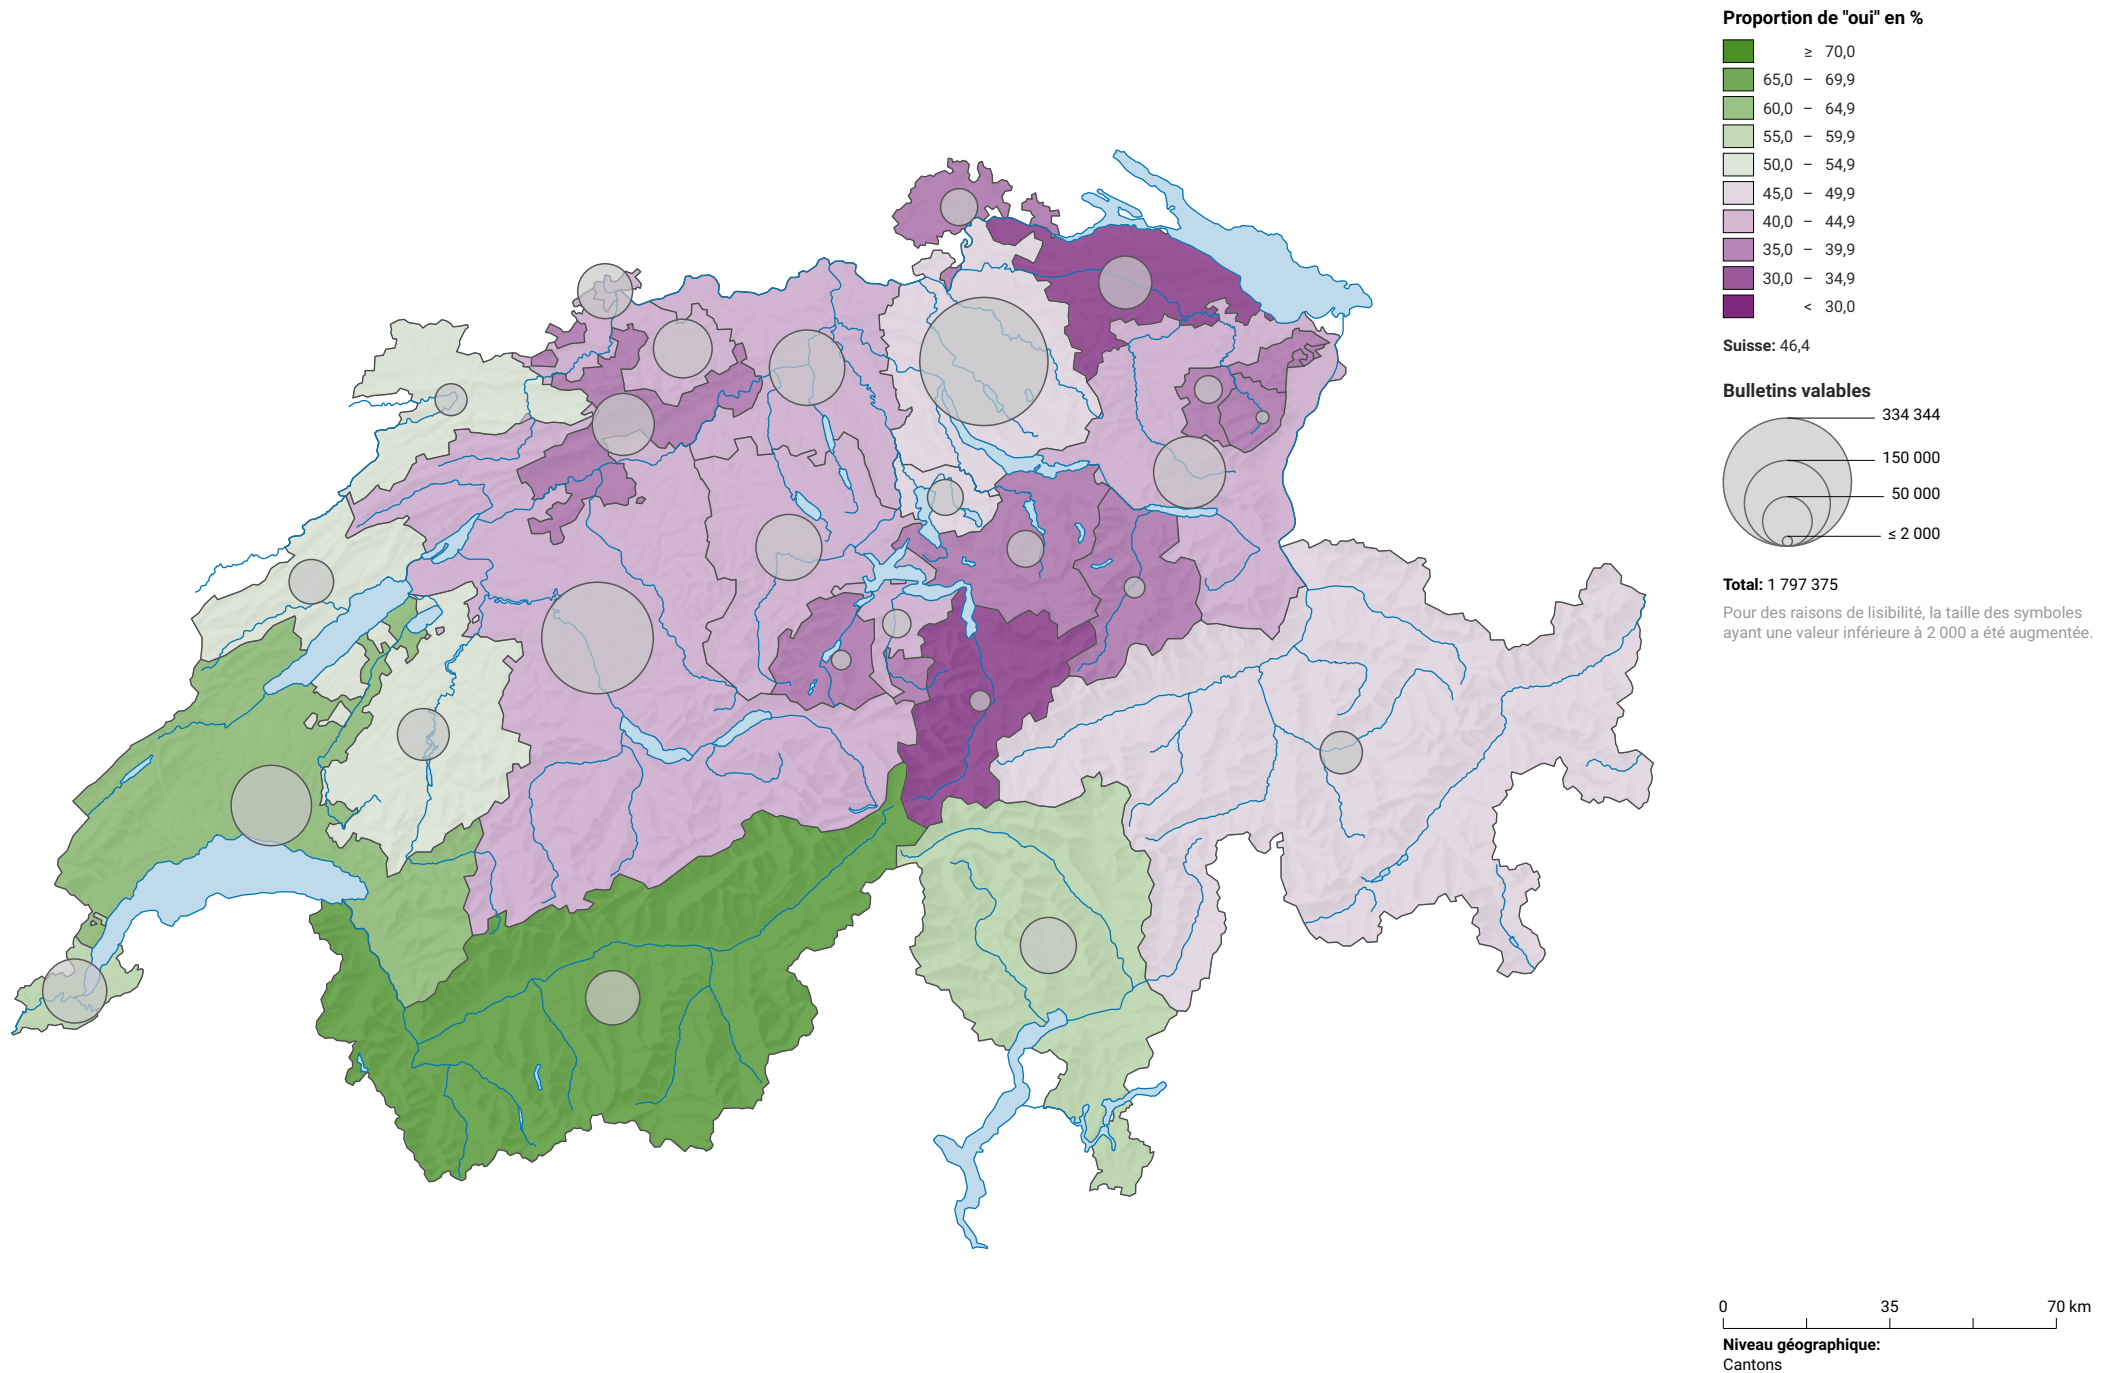 Proportion de "oui" en %
≥ 70,0
65,0 – 69,9
60,0 – 64,9
55,0 – 59,9
50,0 – 54,9
45,0 – 49,9
40,0 – 44,9
35,0 – 39,9
30,0 – 34,9
< 30,0
Suisse: 46,4
Bulletins valables
334 344
150 000
50 000
≤ 2 000
Total: 1 797 375
Pour des raisons de lisibilité, la taille des symboles
ayant une valeur inférieure à 2 000 a été augmentée.
0 35 70 km
Niveau géographique:
Cantons